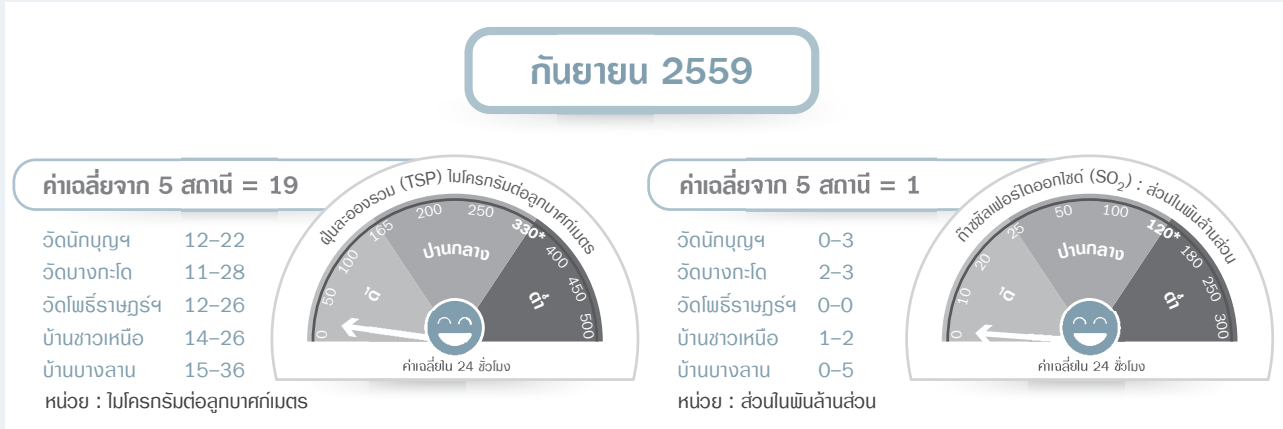 กันยายน 2559
ค่าเฉลี่ยจาก 5 สถานี = 19
วัดนักบุญฯ 12–22
วัดบางกะโด 11–28
วัดโพธิ์ราษฎร์ฯ 12–26
บ้านชาวเหนือ 14–26
บ้านบางลาน 15–36
หน่วย : ไมโครกรัมต่อลูกบาศก์เมตร
ฝุ่นละอองรวม (TSP) ไมโครกรัมต่อลูกบาศก์เมตร
0 50 100 165 200 250 330* 400 450 500
ดี ปานกลาง ต่ำ
ค่าเฉลี่ยใน 24 ชั่วโมง
ค่าเฉลี่ยจาก 5 สถานี = 1
วัดนักบุญฯ 0–3
วัดบางกะโด 2–3
วัดโพธิ์ราษฎร์ฯ 0–0
บ้านชาวเหนือ 1–2
บ้านบางลาน 0–5
หน่วย : ส่วนในพันล้านส่วน
ก๊าซซัลเฟอร์ไดออกไซด์ (SO₂) : ส่วนในพันล้านส่วน
0 10 20 25 50 100 120* 180 250 300
ดี ปานกลาง ต่ำ
ค่าเฉลี่ยใน 24 ชั่วโมง